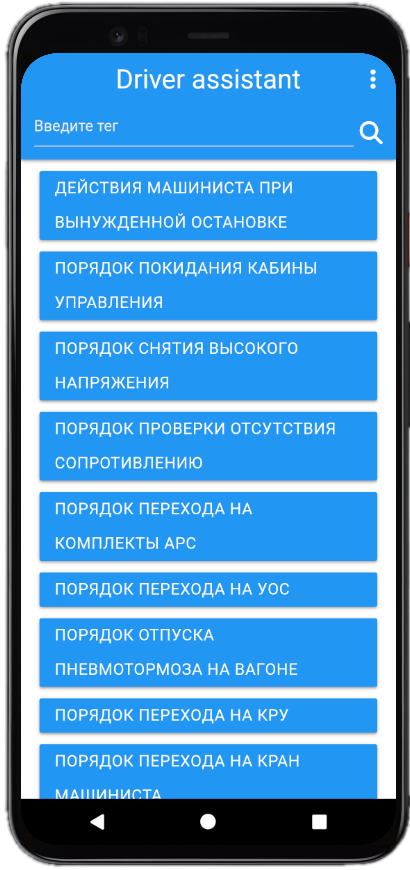 Driver assistant
Введите тег
ДЕЙСТВИЯ МАШИНИСТА ПРИ
ВЫНУЖДЕННОЙ ОСТАНОВКЕ
ПОРЯДОК ПОКИДАНИЯ КАБИНЫ
УПРАВЛЕНИЯ
ПОРЯДОК СНЯТИЯ ВЫСОКОГО
НАПРЯЖЕНИЯ
ПОРЯДОК ПРОВЕРКИ ОТСУТСТВИЯ
СОПРОТИВЛЕНИЮ
ПОРЯДОК ПЕРЕХОДА НА
КОМПЛЕКТЫ АРС
ПОРЯДОК ПЕРЕХОДА НА УОС
ПОРЯДОК ОТПУСКА
ПНЕВМОТОРМОЗА НА ВАГОНЕ
ПОРЯДОК ПЕРЕХОДА НА КРУ
ПОРЯДОК ПЕРЕХОДА НА КРАН
МАШИНИСТА